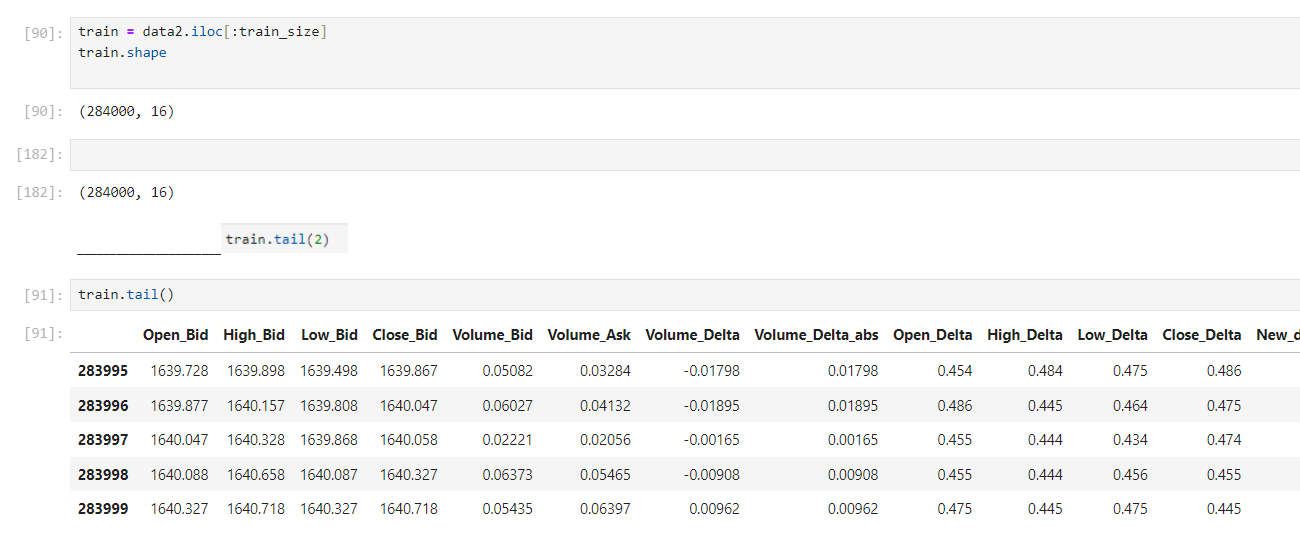 [90]: train = data2.iloc[:train_size]
train.shape
[90]: (284000, 16)
[182]:
[182]: (284000, 16)
train.tail(2)
[91]: train.tail()
[91]: Open_Bid High_Bid Low_Bid Close_Bid Volume_Bid Volume_Ask Volume_Delta Volume_Delta_abs Open_Delta High_Delta Low_Delta Close_Delta New_d
283995 1639.728 1639.898 1639.498 1639.867 0.05082 0.03284 -0.01798 0.01798 0.454 0.484 0.475 0.486
283996 1639.877 1640.157 1639.808 1640.047 0.06027 0.04132 -0.01895 0.01895 0.486 0.445 0.464 0.475
283997 1640.047 1640.328 1639.868 1640.058 0.02221 0.02056 -0.00165 0.00165 0.455 0.444 0.434 0.474
283998 1640.088 1640.658 1640.087 1640.327 0.06373 0.05465 -0.00908 0.00908 0.455 0.444 0.456 0.455
283999 1640.327 1640.718 1640.327 1640.718 0.05435 0.06397 0.00962 0.00962 0.475 0.445 0.475 0.445